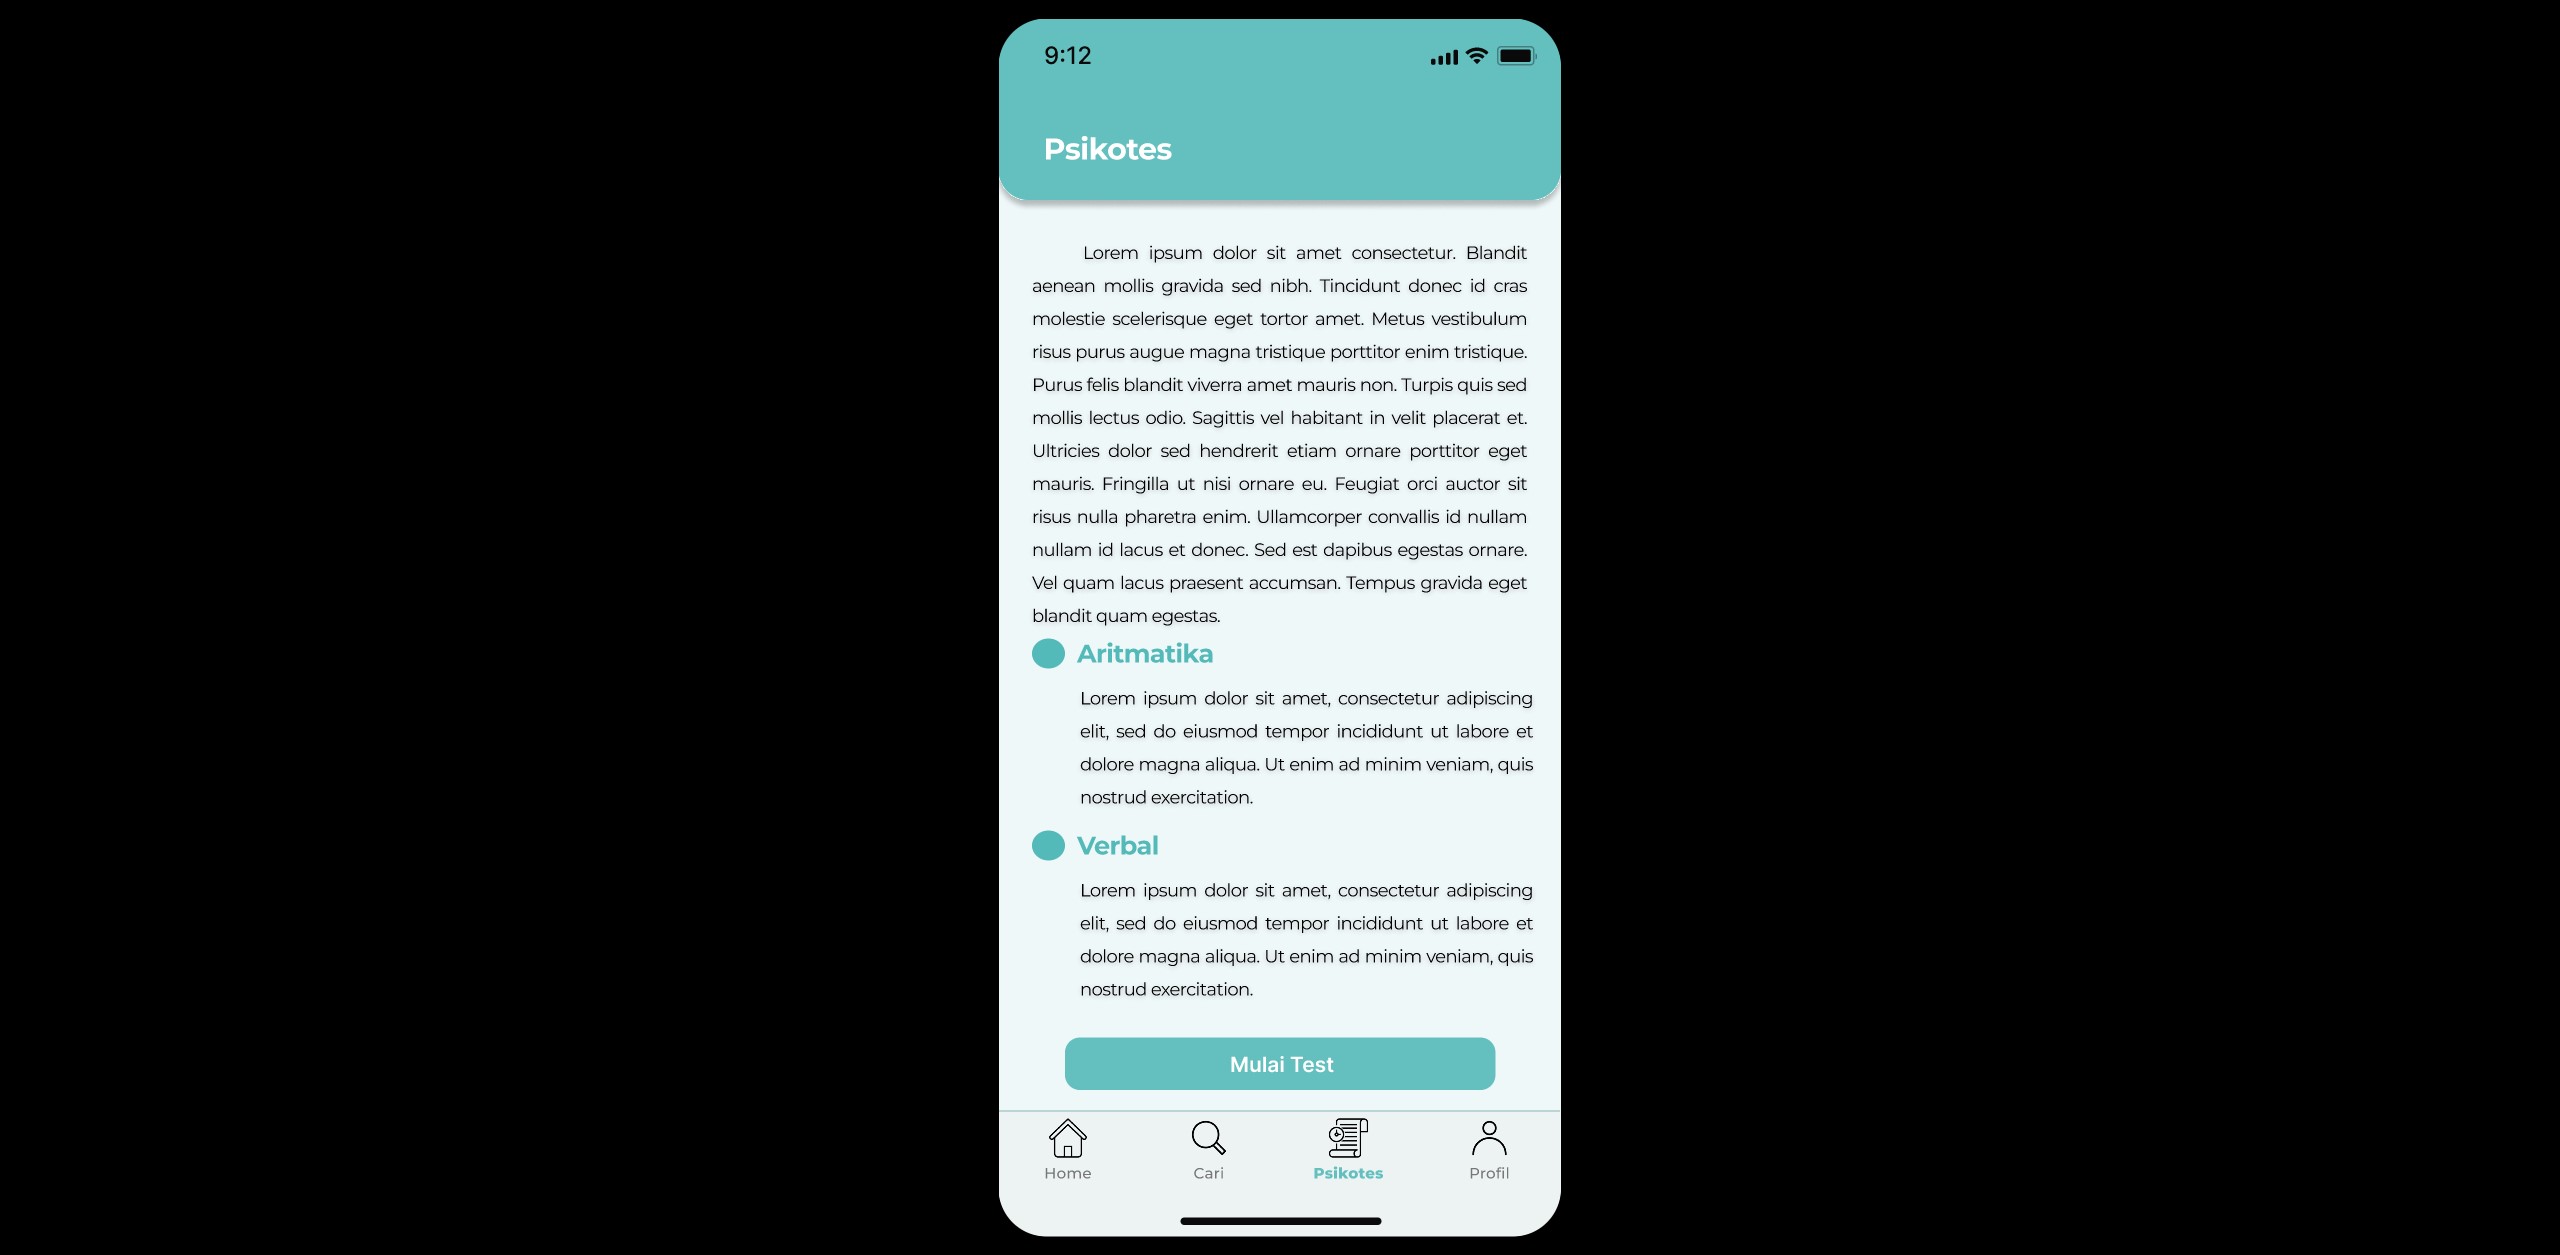 9:12
Psikotes
Lorem ipsum dolor sit amet consectetur. Blandit
aenean mollis gravida sed nibh. Tincidunt donec id cras
molestie scelerisque eget tortor amet. Metus vestibulum
risus purus augue magna tristique porttitor enim tristique.
Purus felis blandit viverra amet mauris non. Turpis quis sed
mollis lectus odio. Sagittis vel habitant in velit placerat et.
Ultricies dolor sed hendrerit etiam ornare porttitor eget
mauris. Fringilla ut nisi ornare eu. Feugiat orci auctor sit
risus nulla pharetra enim. Ullamcorper convallis id nullam
nullam id lacus et donec. Sed est dapibus egestas ornare.
Vel quam lacus praesent accumsan. Tempus gravida eget
blandit quam egestas.
Aritmatika
Lorem ipsum dolor sit amet, consectetur adipiscing
elit, sed do eiusmod tempor incididunt ut labore et
dolore magna aliqua. Ut enim ad minim veniam, quis
nostrud exercitation.
Verbal
Lorem ipsum dolor sit amet, consectetur adipiscing
elit, sed do eiusmod tempor incididunt ut labore et
dolore magna aliqua. Ut enim ad minim veniam, quis
nostrud exercitation.
Mulai Test
Home Cari Psikotes Profil